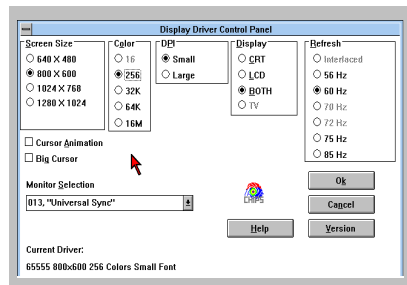 Display Driver Control Panel
Screen Size
640 X 480
800 X 600
1024 X 768
1280 X 1024
Color
16
256
32K
64K
16M
DPI
Small
Large
Display
CRT
LCD
BOTH
TV
Refresh
Interlaced
56 Hz
60 Hz
70 Hz
72 Hz
75 Hz
85 Hz
Cursor Animation
Big Cursor
Monitor Selection
013, "Universal Sync"
CHIPS
Ok
Cancel
Help
Version
Current Driver:
65555 800x600 256 Colors Small Font